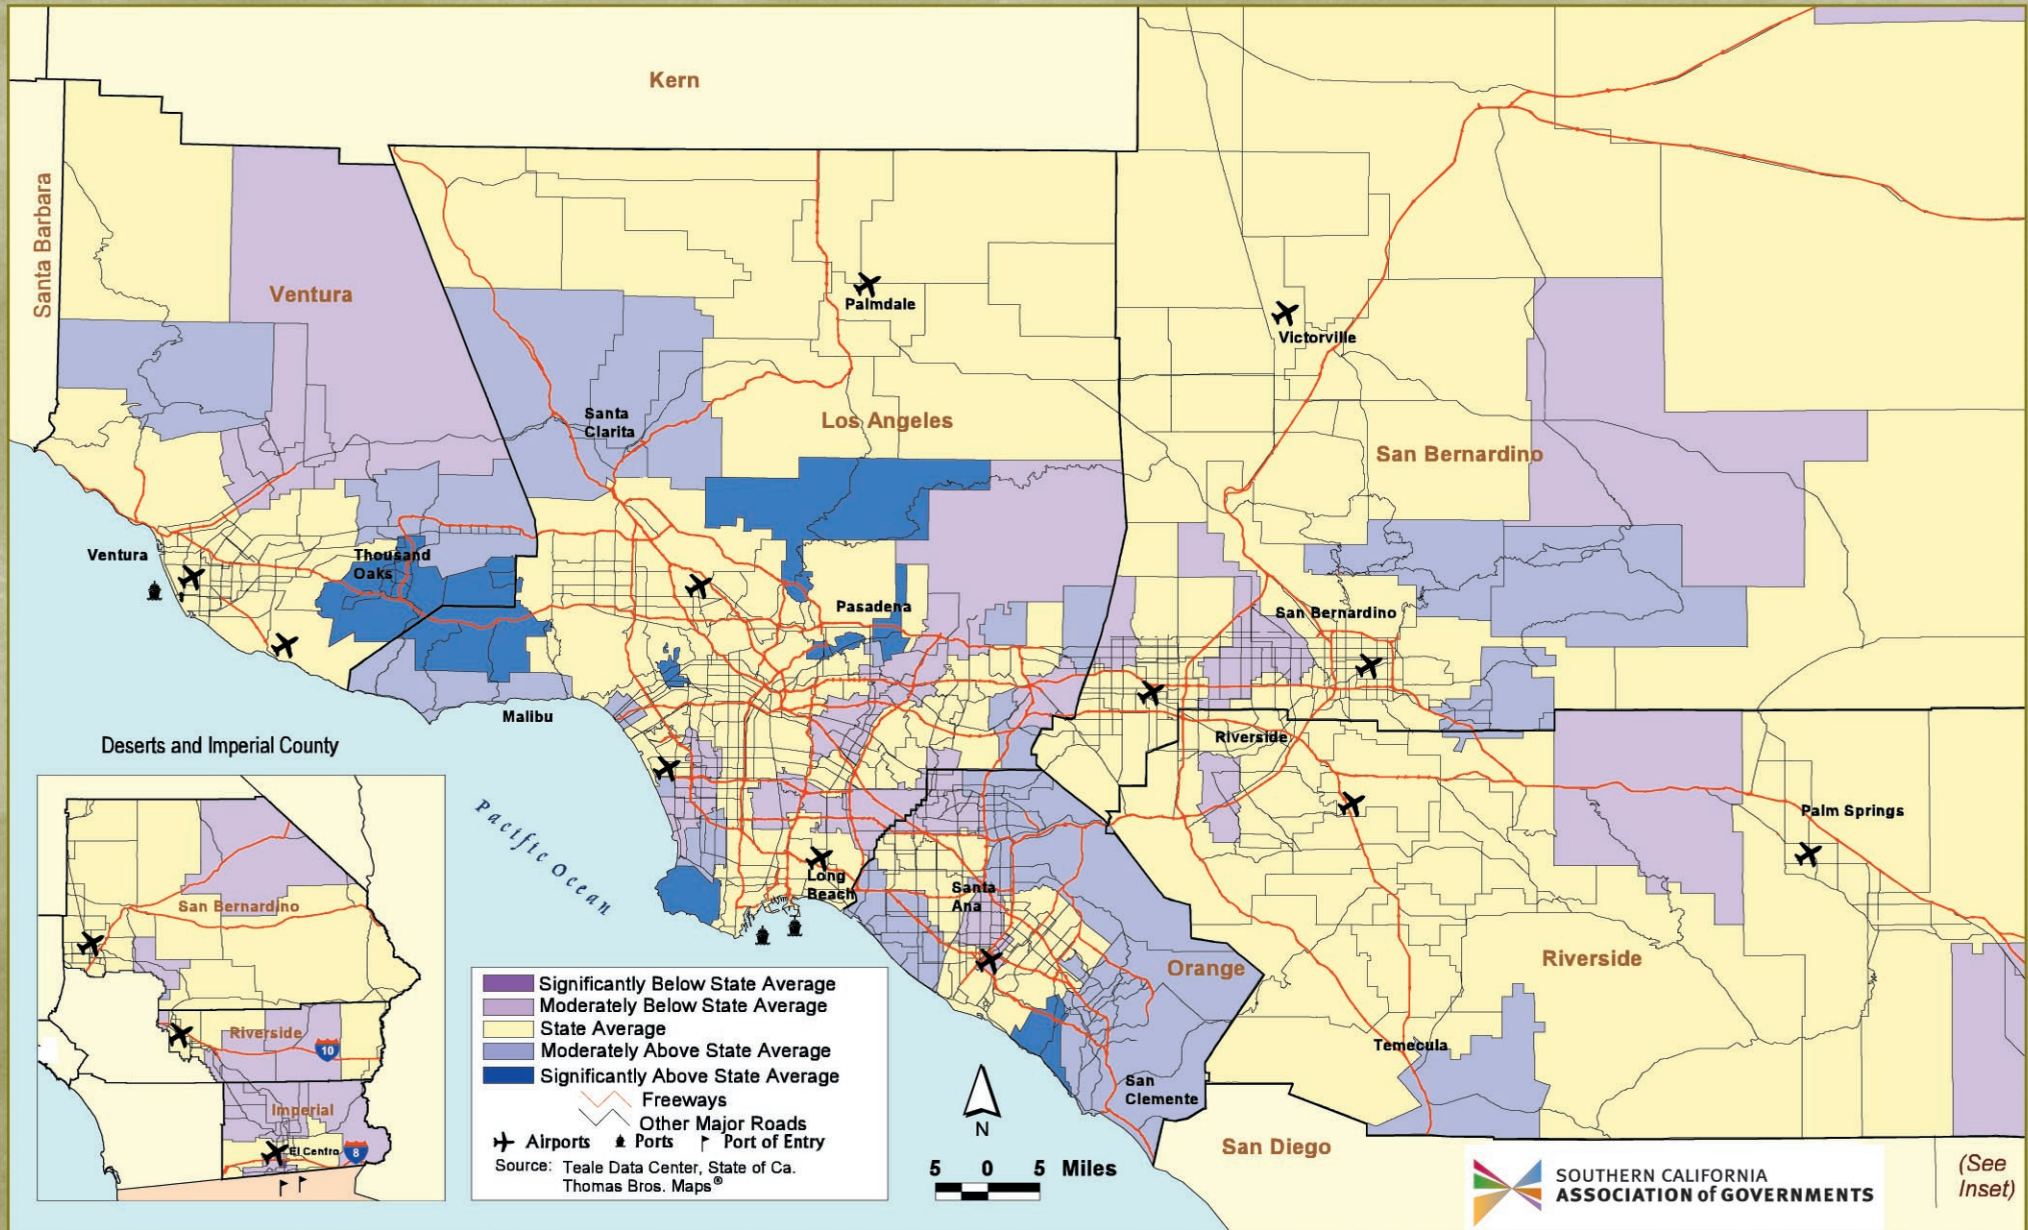 Kern
Santa Barbara
Ventura
Palmdale
Victorville
Santa
Clarita
Los Angeles
San Bernardino
Ventura
Thousand
Oaks
Pasadena
San Bernardino
Malibu
Riverside
Deserts and Imperial County
Pacific Ocean
Palm Springs
Long
Beach
Santa
Ana
Orange
Riverside
Temecula
San
Clemente
San Diego
San Bernardino
Riverside
10
Imperial
El Centro
8
Significantly Below State Average
Moderately Below State Average
State Average
Moderately Above State Average
Significantly Above State Average
Freeways
Other Major Roads
Airports Ports Port of Entry
Source: Teale Data Center, State of Ca.
Thomas Bros. Maps®
N
5 0 5 Miles
SOUTHERN CALIFORNIA
ASSOCIATION of GOVERNMENTS
(See
Inset)